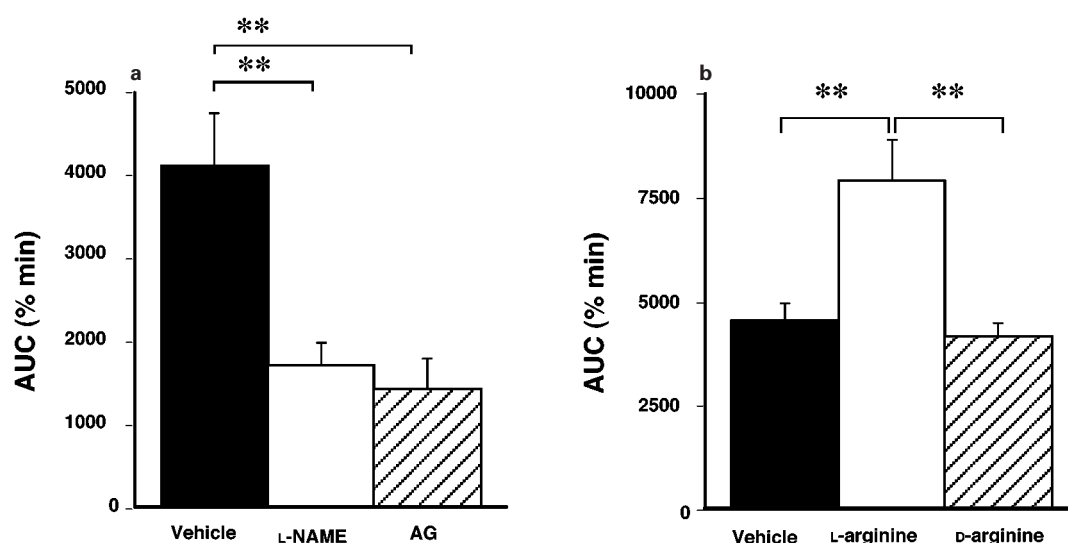 **
**
a
5000
4000
3000
2000
1000
0
AUC (% min)
Vehicle L-NAME AG
b
** **
10000
7500
5000
2500
0
AUC (% min)
Vehicle L-arginine D-arginine